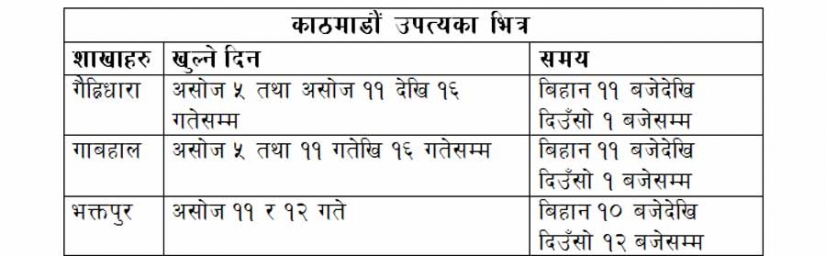 काठमाडौं उपत्यका भित्र
शाखाहरु खुल्ने दिन समय
गैह्रिधारा असोज ५ तथा असोज ११ देखि १६ गतेसम्म बिहान ११ बजेदेखि दिउँसो १ बजेसम्म
गाबहाल असोज ५ तथा ११ गतेखि १६ गतेसम्म बिहान ११ बजेदेखि दिउँसो १ बजेसम्म
भक्तपुर असोज ११ र १२ गते बिहान १० बजेदेखि दिउँसो १२ बजेसम्म